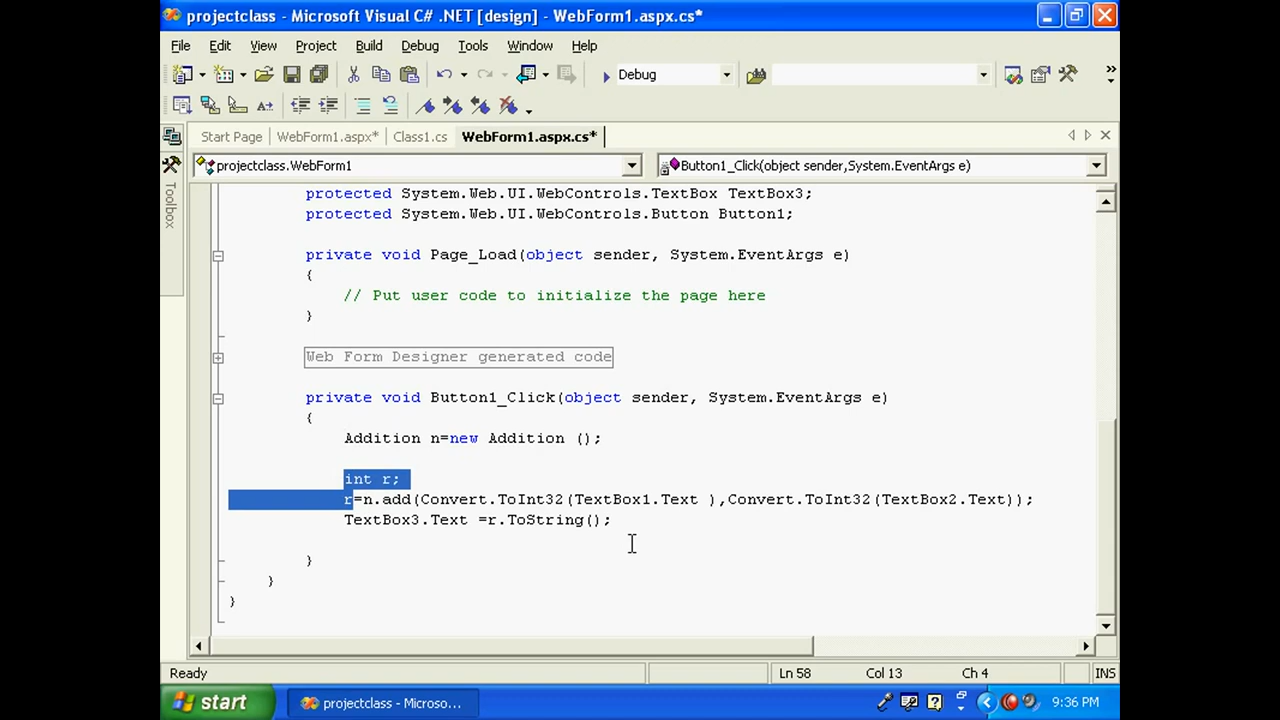 projectclass - Microsoft Visual C# .NET [design] - WebForm1.aspx.cs*
File Edit View Project Build Debug Tools Window Help
Debug
Start Page WebForm1.aspx* Class1.cs WebForm1.aspx.cs*
projectclass.WebForm1 Button1_Click(object sender,System.EventArgs e)
Toolbox
protected System.Web.UI.WebControls.TextBox TextBox3;
protected System.Web.UI.WebControls.Button Button1;
private void Page_Load(object sender, System.EventArgs e)
{
// Put user code to initialize the page here
}
Web Form Designer generated code
private void Button1_Click(object sender, System.EventArgs e)
{
Addition n=new Addition ();
int r;
r=n.add(Convert.ToInt32(TextBox1.Text ),Convert.ToInt32(TextBox2.Text));
TextBox3.Text =r.ToString();
}
}
}
Ready Ln 58 Col 13 Ch 4 INS
start projectclass - Microso... 9:36 PM